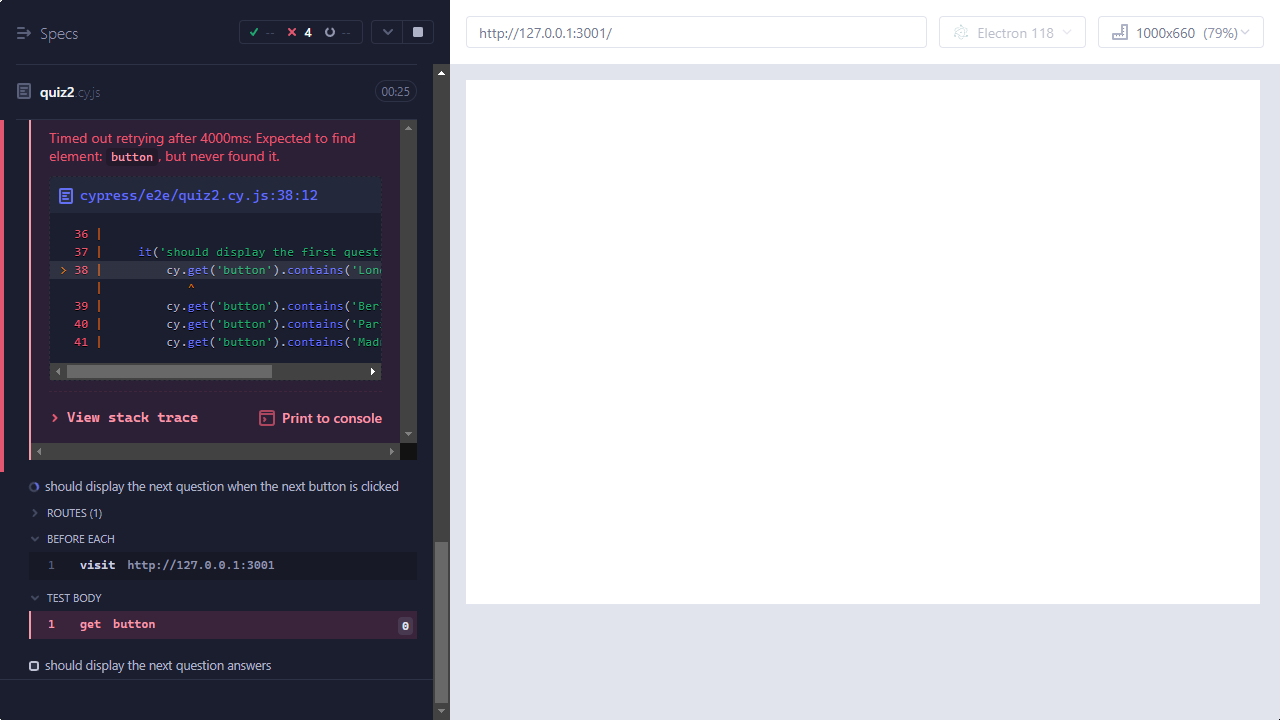 Specs
-- 4 --
http://127.0.0.1:3001/
Electron 118
1000x660 (79%)
quiz2.cy.js
00:25
Timed out retrying after 4000ms: Expected to find
element: button, but never found it.
cypress/e2e/quiz2.cy.js:38:12
36 |
37 | it('should display the first questi
> 38 | cy.get('button').contains('Lon
| ^
39 | cy.get('button').contains('Ber
40 | cy.get('button').contains('Par
41 | cy.get('button').contains('Mad
View stack trace
Print to console
should display the next question when the next button is clicked
ROUTES (1)
BEFORE EACH
1 visit http://127.0.0.1:3001
TEST BODY
1 get button 0
should display the next question answers